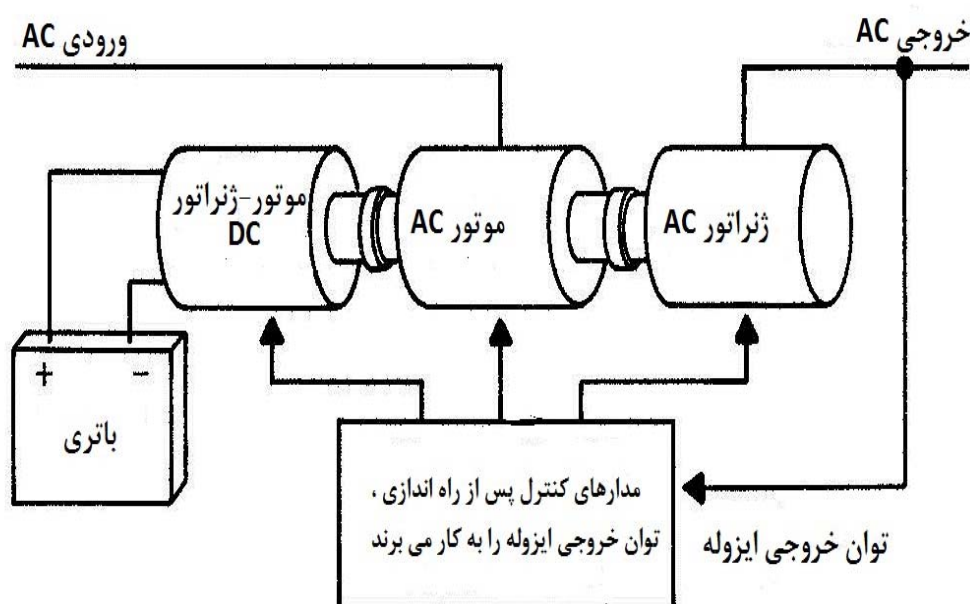 ورودی AC
خروجی AC
موتور-ژنراتور
DC
موتور AC
ژنراتور AC
+ −
باتری
مدارهای کنترل پس از راه اندازی ،
توان خروجی ایزوله را به کار می برند
توان خروجی ایزوله